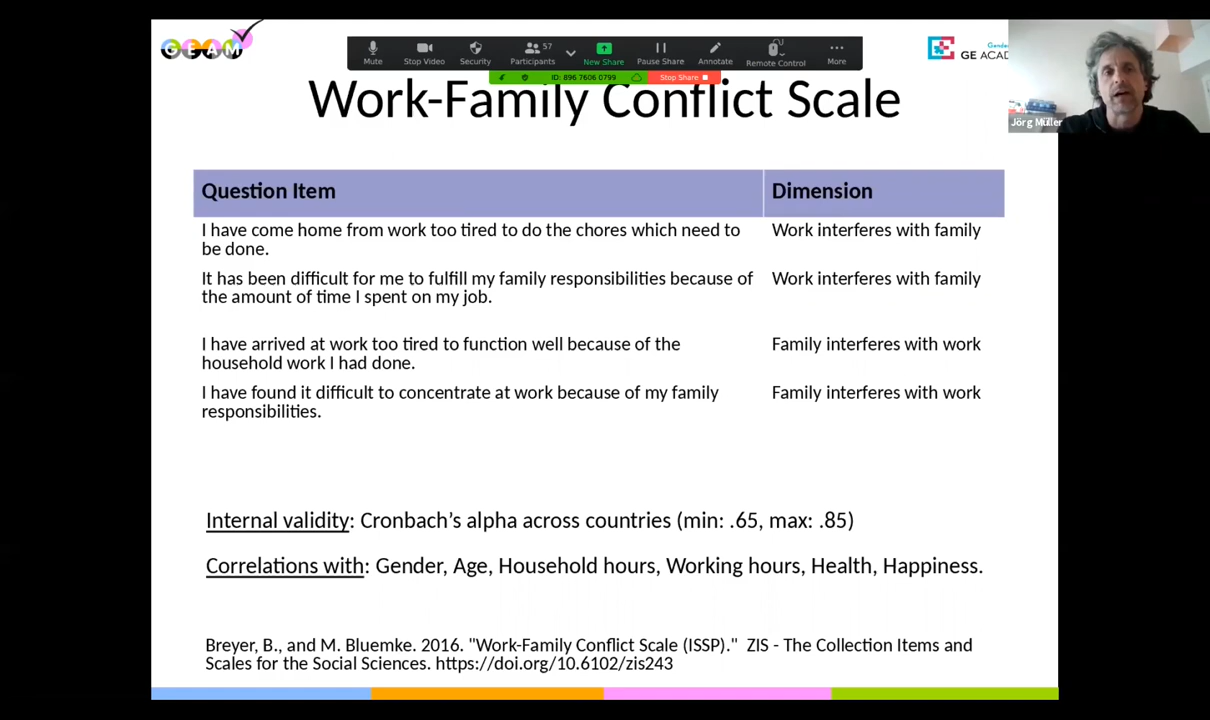 GEAM
57
Mute
Stop Video
Security
Participants
New Share
Pause Share
Annotate
Remote Control
More
ID: 896 7606 0799
Stop Share
GE ACAD
Jörg Müller
Work-Family Conflict Scale
Question Item
Dimension
I have come home from work too tired to do the chores which need to
be done.
Work interferes with family
It has been difficult for me to fulfill my family responsibilities because of
the amount of time I spent on my job.
Work interferes with family
I have arrived at work too tired to function well because of the
household work I had done.
Family interferes with work
I have found it difficult to concentrate at work because of my family
responsibilities.
Family interferes with work
Internal validity: Cronbach’s alpha across countries (min: .65, max: .85)
Correlations with: Gender, Age, Household hours, Working hours, Health, Happiness.
Breyer, B., and M. Bluemke. 2016. "Work-Family Conflict Scale (ISSP)." ZIS - The Collection Items and
Scales for the Social Sciences. https://doi.org/10.6102/zis243